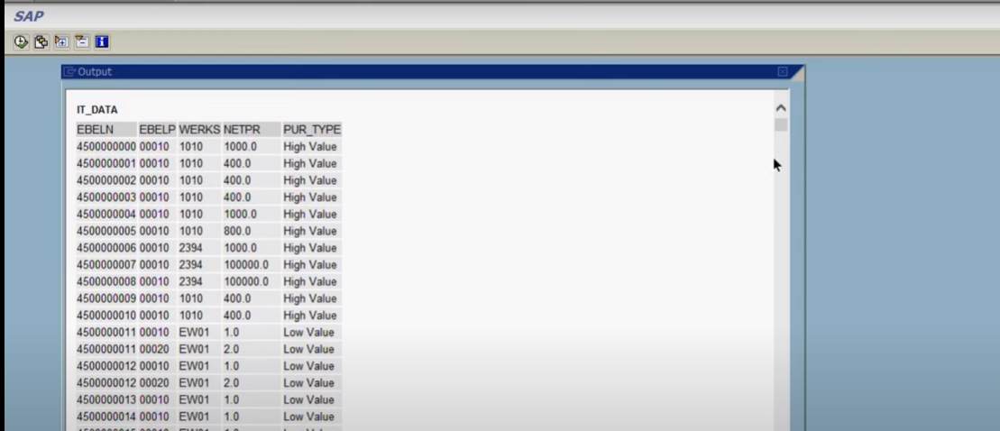 SAP
Output
IT_DATA
EBELN EBELP WERKS NETPR PUR_TYPE
4500000000 00010 1010 1000.0 High Value
4500000001 00010 1010 400.0 High Value
4500000002 00010 1010 400.0 High Value
4500000003 00010 1010 400.0 High Value
4500000004 00010 1010 1000.0 High Value
4500000005 00010 1010 800.0 High Value
4500000006 00010 2394 1000.0 High Value
4500000007 00010 2394 100000.0 High Value
4500000008 00010 2394 100000.0 High Value
4500000009 00010 1010 400.0 High Value
4500000010 00010 1010 400.0 High Value
4500000011 00010 EW01 1.0 Low Value
4500000011 00020 EW01 2.0 Low Value
4500000012 00010 EW01 1.0 Low Value
4500000012 00020 EW01 2.0 Low Value
4500000013 00010 EW01 1.0 Low Value
4500000014 00010 EW01 1.0 Low Value